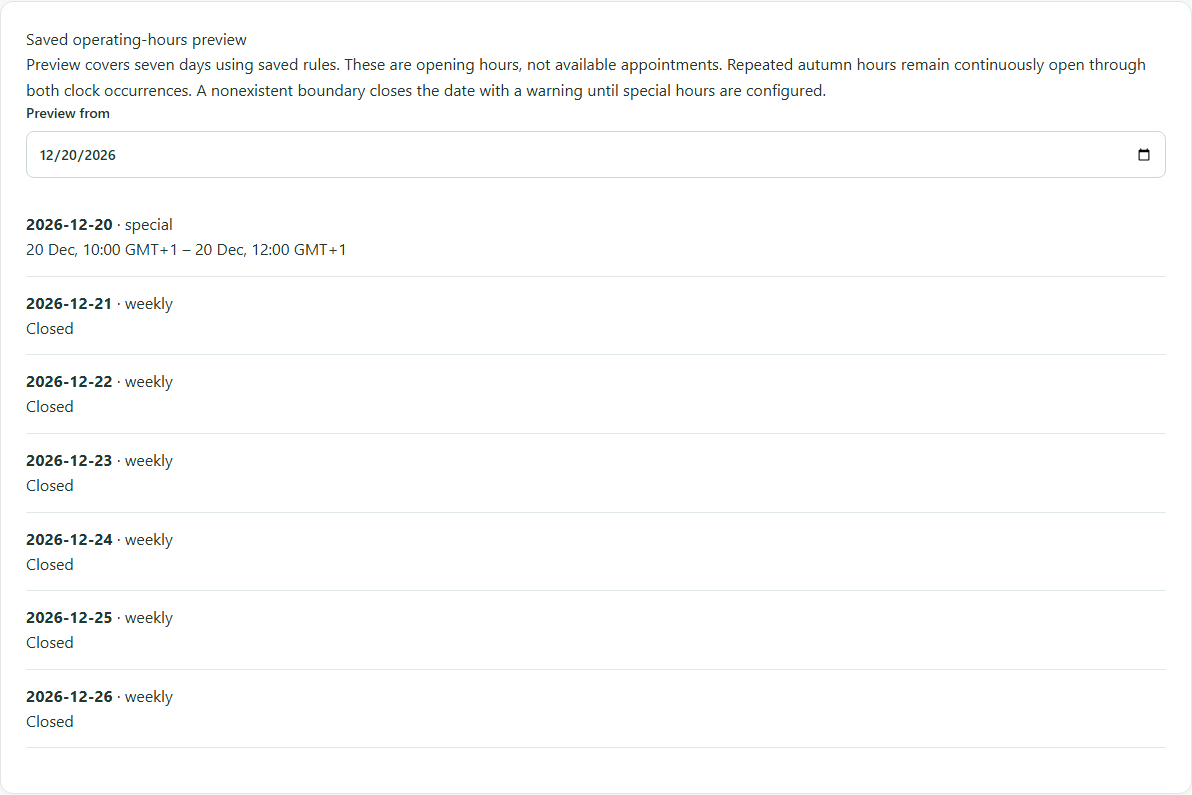 Saved operating-hours preview
Preview covers seven days using saved rules. These are opening hours, not available appointments. Repeated autumn hours remain continuously open through
both clock occurrences. A nonexistent boundary closes the date with a warning until special hours are configured.
Preview from
12/20/2026
2026-12-20 · special
20 Dec, 10:00 GMT+1 – 20 Dec, 12:00 GMT+1
2026-12-21 · weekly
Closed
2026-12-22 · weekly
Closed
2026-12-23 · weekly
Closed
2026-12-24 · weekly
Closed
2026-12-25 · weekly
Closed
2026-12-26 · weekly
Closed